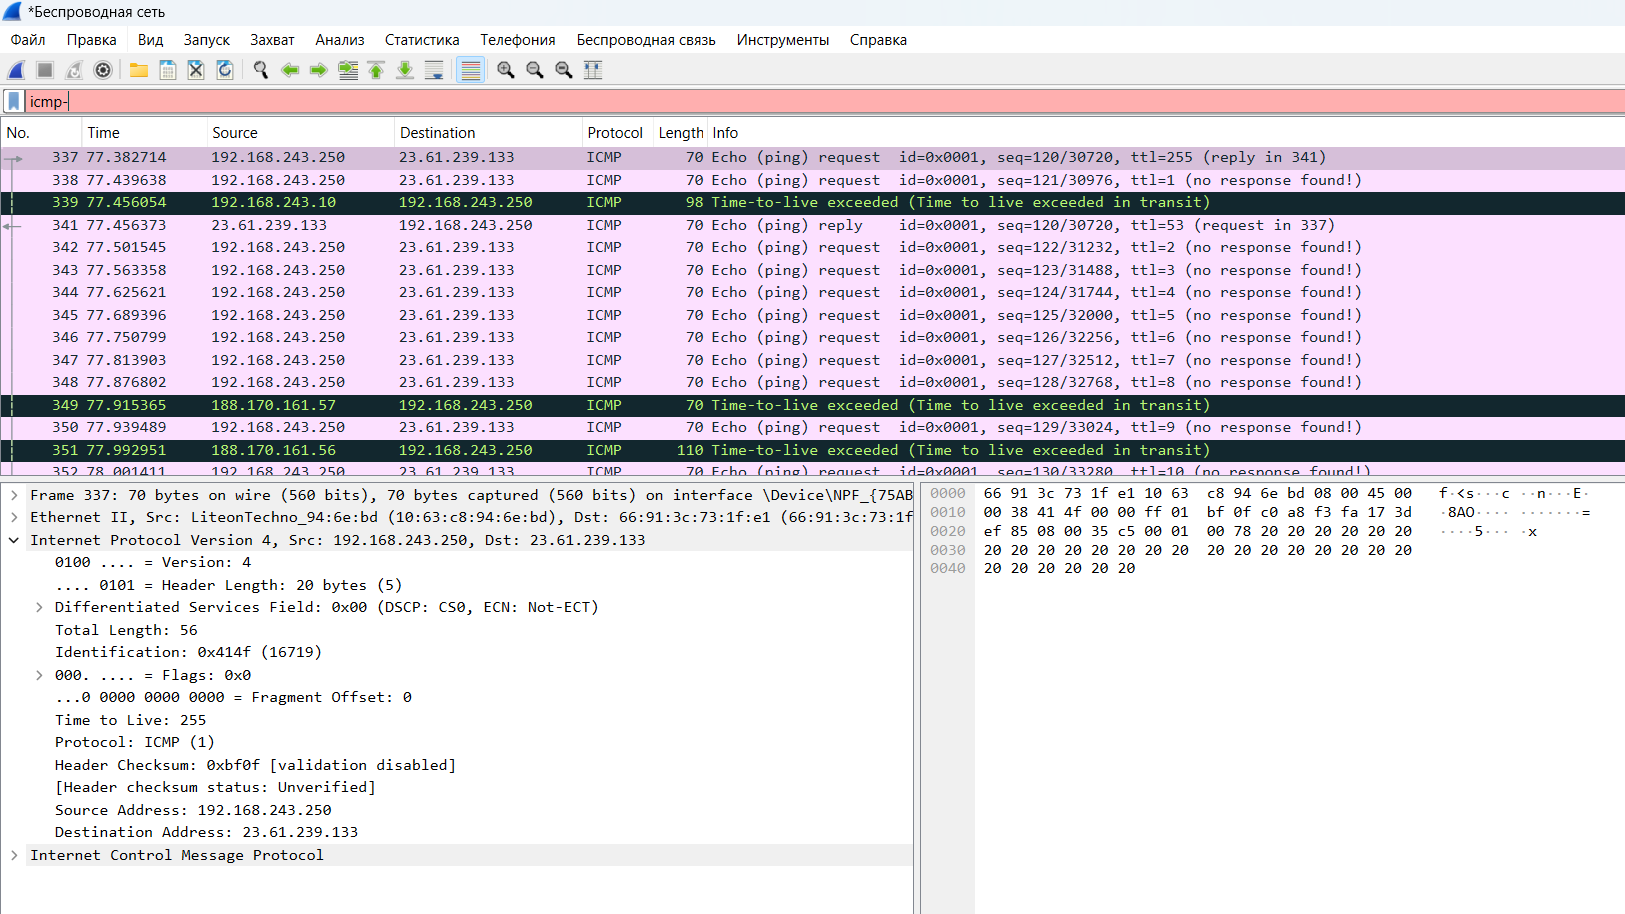 *Беспроводная сеть
Файл Правка Вид Запуск Захват Анализ Статистика Телефония Беспроводная связь Инструменты Справка
icmp-
No. Time Source Destination Protocol Length Info
337 77.382714 192.168.243.250 23.61.239.133 ICMP 70 Echo (ping) request id=0x0001, seq=120/30720, ttl=255 (reply in 341)
338 77.439638 192.168.243.250 23.61.239.133 ICMP 70 Echo (ping) request id=0x0001, seq=121/30976, ttl=1 (no response found!)
339 77.456054 192.168.243.10 192.168.243.250 ICMP 98 Time-to-live exceeded (Time to live exceeded in transit)
341 77.456373 23.61.239.133 192.168.243.250 ICMP 70 Echo (ping) reply id=0x0001, seq=120/30720, ttl=53 (request in 337)
342 77.501545 192.168.243.250 23.61.239.133 ICMP 70 Echo (ping) request id=0x0001, seq=122/31232, ttl=2 (no response found!)
343 77.563358 192.168.243.250 23.61.239.133 ICMP 70 Echo (ping) request id=0x0001, seq=123/31488, ttl=3 (no response found!)
344 77.625621 192.168.243.250 23.61.239.133 ICMP 70 Echo (ping) request id=0x0001, seq=124/31744, ttl=4 (no response found!)
345 77.689396 192.168.243.250 23.61.239.133 ICMP 70 Echo (ping) request id=0x0001, seq=125/32000, ttl=5 (no response found!)
346 77.750799 192.168.243.250 23.61.239.133 ICMP 70 Echo (ping) request id=0x0001, seq=126/32256, ttl=6 (no response found!)
347 77.813903 192.168.243.250 23.61.239.133 ICMP 70 Echo (ping) request id=0x0001, seq=127/32512, ttl=7 (no response found!)
348 77.876802 192.168.243.250 23.61.239.133 ICMP 70 Echo (ping) request id=0x0001, seq=128/32768, ttl=8 (no response found!)
349 77.915365 188.170.161.57 192.168.243.250 ICMP 70 Time-to-live exceeded (Time to live exceeded in transit)
350 77.939489 192.168.243.250 23.61.239.133 ICMP 70 Echo (ping) request id=0x0001, seq=129/33024, ttl=9 (no response found!)
351 77.992951 188.170.161.56 192.168.243.250 ICMP 110 Time-to-live exceeded (Time to live exceeded in transit)
352 78.001411 192.168.243.250 23.61.239.133 ICMP 70 Echo (ping) request id=0x0001, seq=130/33280, ttl=10 (no response found!)
Frame 337: 70 bytes on wire (560 bits), 70 bytes captured (560 bits) on interface \Device\NPF_{75AB
Ethernet II, Src: LiteonTechno_94:6e:bd (10:63:c8:94:6e:bd), Dst: 66:91:3c:73:1f:e1 (66:91:3c:73:1f
Internet Protocol Version 4, Src: 192.168.243.250, Dst: 23.61.239.133
0100 .... = Version: 4
.... 0101 = Header Length: 20 bytes (5)
Differentiated Services Field: 0x00 (DSCP: CS0, ECN: Not-ECT)
Total Length: 56
Identification: 0x414f (16719)
000. .... = Flags: 0x0
...0 0000 0000 0000 = Fragment Offset: 0
Time to Live: 255
Protocol: ICMP (1)
Header Checksum: 0xbf0f [validation disabled]
[Header checksum status: Unverified]
Source Address: 192.168.243.250
Destination Address: 23.61.239.133
Internet Control Message Protocol
0000 66 91 3c 73 1f e1 10 63 c8 94 6e bd 08 00 45 00 f·<s···c ··n···E·
0010 00 38 41 4f 00 00 ff 01 bf 0f c0 a8 f3 fa 17 3d ·8AO···· ·······=
0020 ef 85 08 00 35 c5 00 01 00 78 20 20 20 20 20 20 ····5··· ·x
0030 20 20 20 20 20 20 20 20 20 20 20 20 20 20 20 20
0040 20 20 20 20 20 20